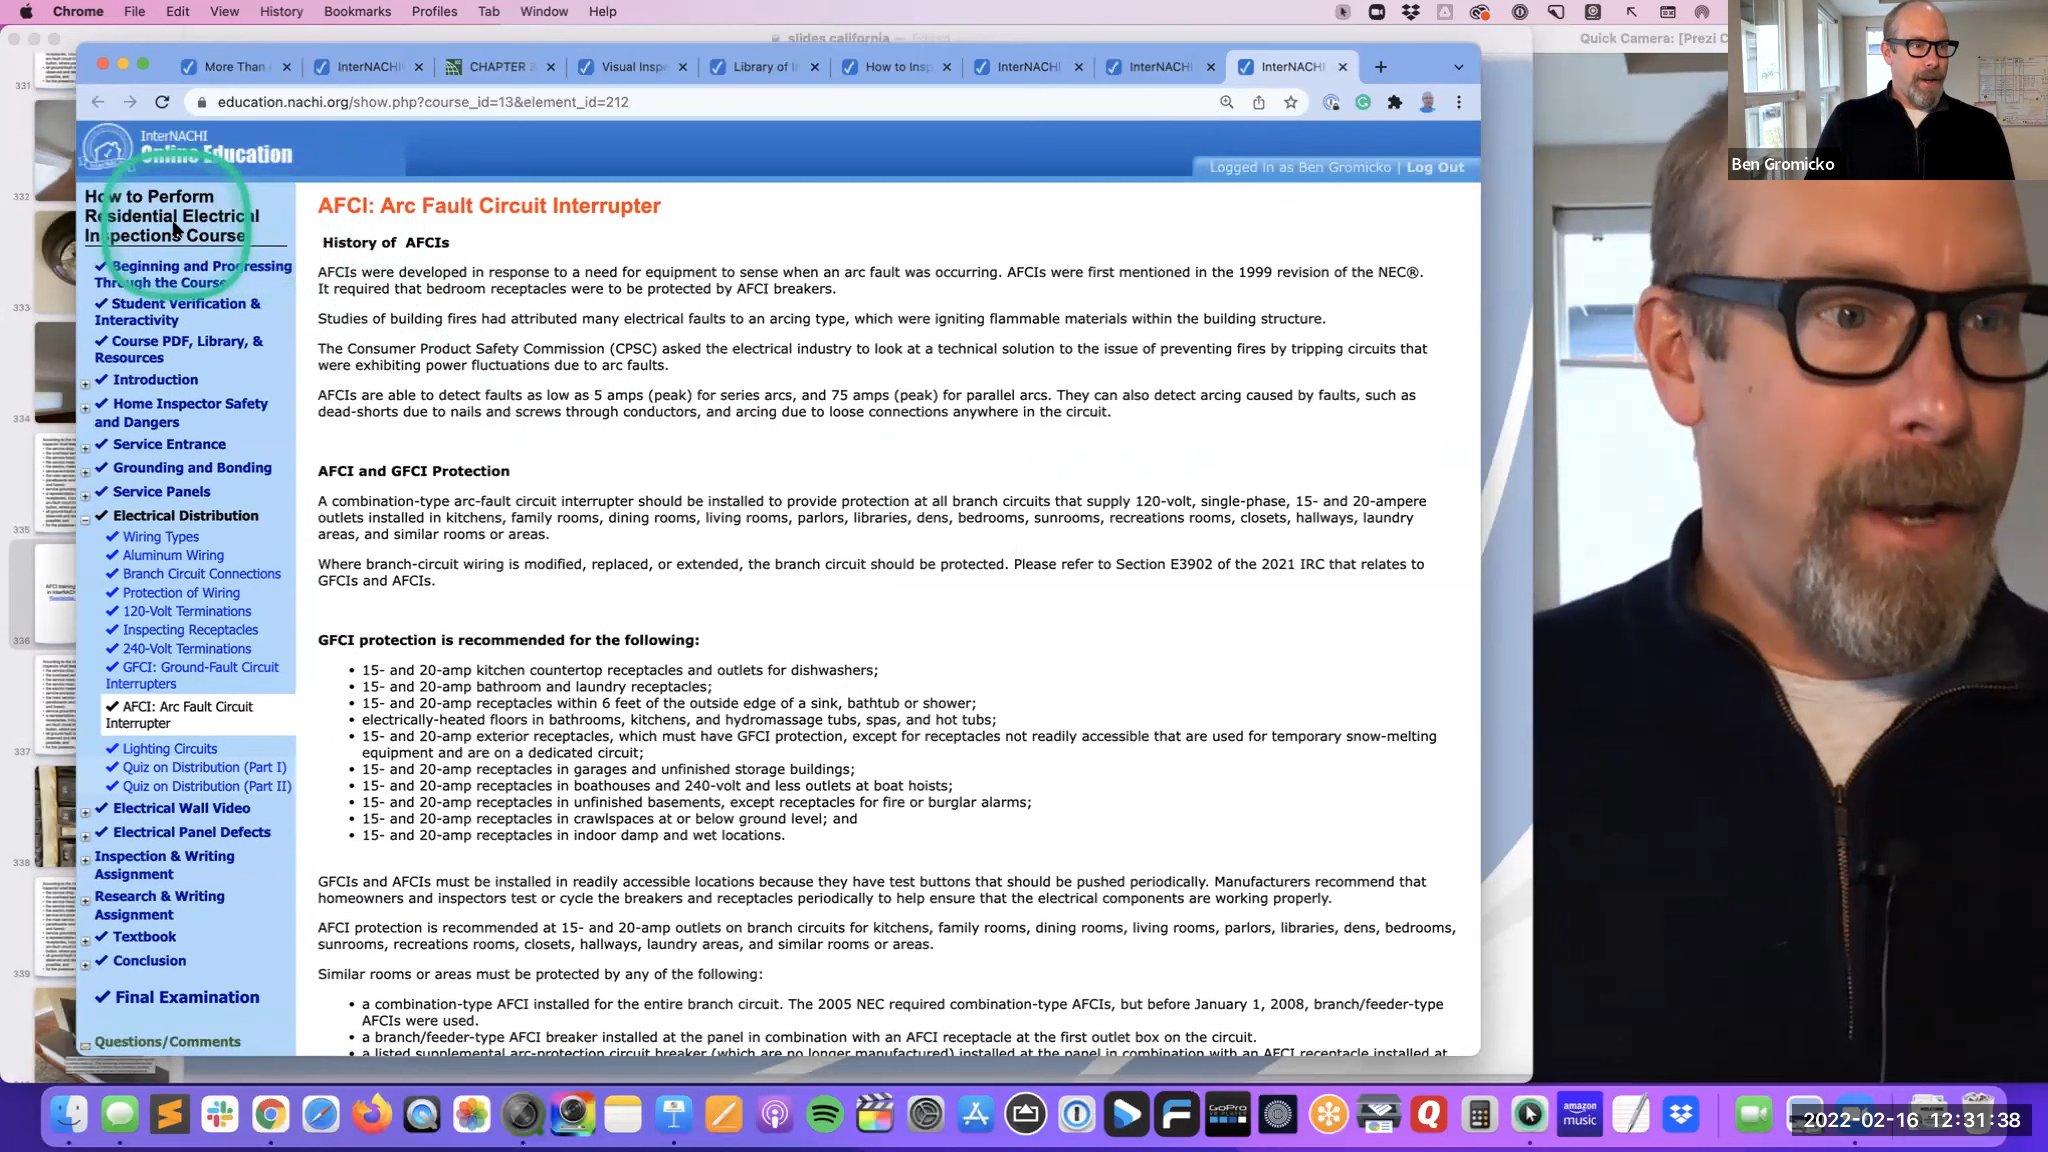 Chrome File Edit View History Bookmarks Profiles Tab Window Help
slides california — Edited
Quick Camera: [Prezi C
More Than InterNACHI CHAPTER Visual Insp Library of I How to Insp InterNACHI InterNACHI InterNACHI
education.nachi.org/show.php?course_id=13&element_id=212
InterNACHI
Online Education
Logged in as Ben Gromicko | Log Out
Ben Gromicko
How to Perform
Residential Electrical
Inspections Course
Beginning and Progressing
Through the Course
Student Verification &
Interactivity
Course PDF, Library, &
Resources
Introduction
Home Inspector Safety
and Dangers
Service Entrance
Grounding and Bonding
Service Panels
Electrical Distribution
Wiring Types
Aluminum Wiring
Branch Circuit Connections
Protection of Wiring
120-Volt Terminations
Inspecting Receptacles
240-Volt Terminations
GFCI: Ground-Fault Circuit
Interrupters
AFCI: Arc Fault Circuit
Interrupter
Lighting Circuits
Quiz on Distribution (Part I)
Quiz on Distribution (Part II)
Electrical Wall Video
Electrical Panel Defects
Inspection & Writing
Assignment
Research & Writing
Assignment
Textbook
Conclusion
Final Examination
Questions/Comments
AFCI: Arc Fault Circuit Interrupter
History of AFCIs
AFCIs were developed in response to a need for equipment to sense when an arc fault was occurring. AFCIs were first mentioned in the 1999 revision of the NEC®.
It required that bedroom receptacles were to be protected by AFCI breakers.
Studies of building fires had attributed many electrical faults to an arcing type, which were igniting flammable materials within the building structure.
The Consumer Product Safety Commission (CPSC) asked the electrical industry to look at a technical solution to the issue of preventing fires by tripping circuits that
were exhibiting power fluctuations due to arc faults.
AFCIs are able to detect faults as low as 5 amps (peak) for series arcs, and 75 amps (peak) for parallel arcs. They can also detect arcing caused by faults, such as
dead-shorts due to nails and screws through conductors, and arcing due to loose connections anywhere in the circuit.
AFCI and GFCI Protection
A combination-type arc-fault circuit interrupter should be installed to provide protection at all branch circuits that supply 120-volt, single-phase, 15- and 20-ampere
outlets installed in kitchens, family rooms, dining rooms, living rooms, parlors, libraries, dens, bedrooms, sunrooms, recreations rooms, closets, hallways, laundry
areas, and similar rooms or areas.
Where branch-circuit wiring is modified, replaced, or extended, the branch circuit should be protected. Please refer to Section E3902 of the 2021 IRC that relates to
GFCIs and AFCIs.
GFCI protection is recommended for the following:
• 15- and 20-amp kitchen countertop receptacles and outlets for dishwashers;
• 15- and 20-amp bathroom and laundry receptacles;
• 15- and 20-amp receptacles within 6 feet of the outside edge of a sink, bathtub or shower;
• electrically-heated floors in bathrooms, kitchens, and hydromassage tubs, spas, and hot tubs;
• 15- and 20-amp exterior receptacles, which must have GFCI protection, except for receptacles not readily accessible that are used for temporary snow-melting
equipment and are on a dedicated circuit;
• 15- and 20-amp receptacles in garages and unfinished storage buildings;
• 15- and 20-amp receptacles in boathouses and 240-volt and less outlets at boat hoists;
• 15- and 20-amp receptacles in unfinished basements, except receptacles for fire or burglar alarms;
• 15- and 20-amp receptacles in crawlspaces at or below ground level; and
• 15- and 20-amp receptacles in indoor damp and wet locations.
GFCIs and AFCIs must be installed in readily accessible locations because they have test buttons that should be pushed periodically. Manufacturers recommend that
homeowners and inspectors test or cycle the breakers and receptacles periodically to help ensure that the electrical components are working properly.
AFCI protection is recommended at 15- and 20-amp outlets on branch circuits for kitchens, family rooms, dining rooms, living rooms, parlors, libraries, dens, bedrooms,
sunrooms, recreations rooms, closets, hallways, laundry areas, and similar rooms or areas.
Similar rooms or areas must be protected by any of the following:
• a combination-type AFCI installed for the entire branch circuit. The 2005 NEC required combination-type AFCIs, but before January 1, 2008, branch/feeder-type
AFCIs were used.
• a branch/feeder-type AFCI breaker installed at the panel in combination with an AFCI receptacle at the first outlet box on the circuit.
• a listed supplemental arc-protection circuit breaker (which are no longer manufactured) installed at the panel in combination with an AFCI receptacle installed at
331
332
333
334
335
336
337
338
339
GoPro
amazon
music
2022-02-16 12:31:38